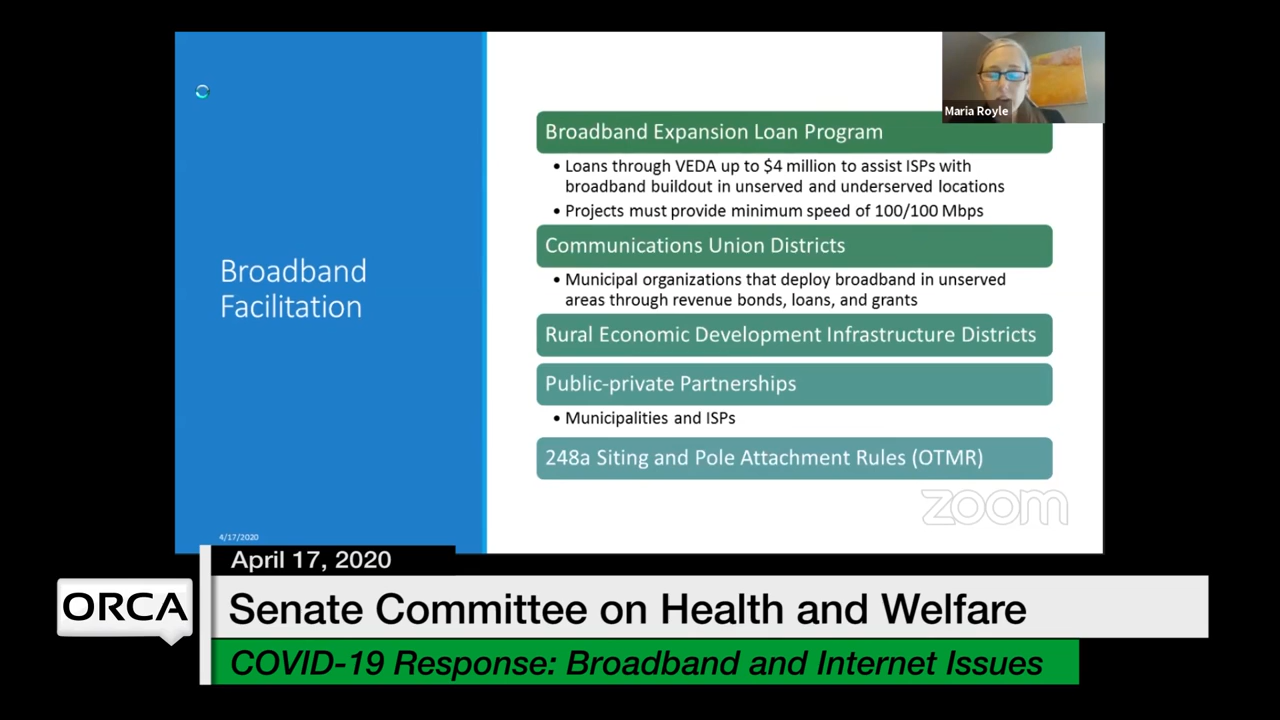 Maria Royle
Broadband Expansion Loan Program
• Loans through VEDA up to $4 million to assist ISPs with
broadband buildout in unserved and underserved locations
• Projects must provide minimum speed of 100/100 Mbps
Communications Union Districts
• Municipal organizations that deploy broadband in unserved
areas through revenue bonds, loans, and grants
Rural Economic Development Infrastructure Districts
Public-private Partnerships
• Municipalities and ISPs
248a Siting and Pole Attachment Rules (OTMR)
Broadband
Facilitation
4/17/2020
zoom
April 17, 2020
ORCA
Senate Committee on Health and Welfare
COVID-19 Response: Broadband and Internet Issues